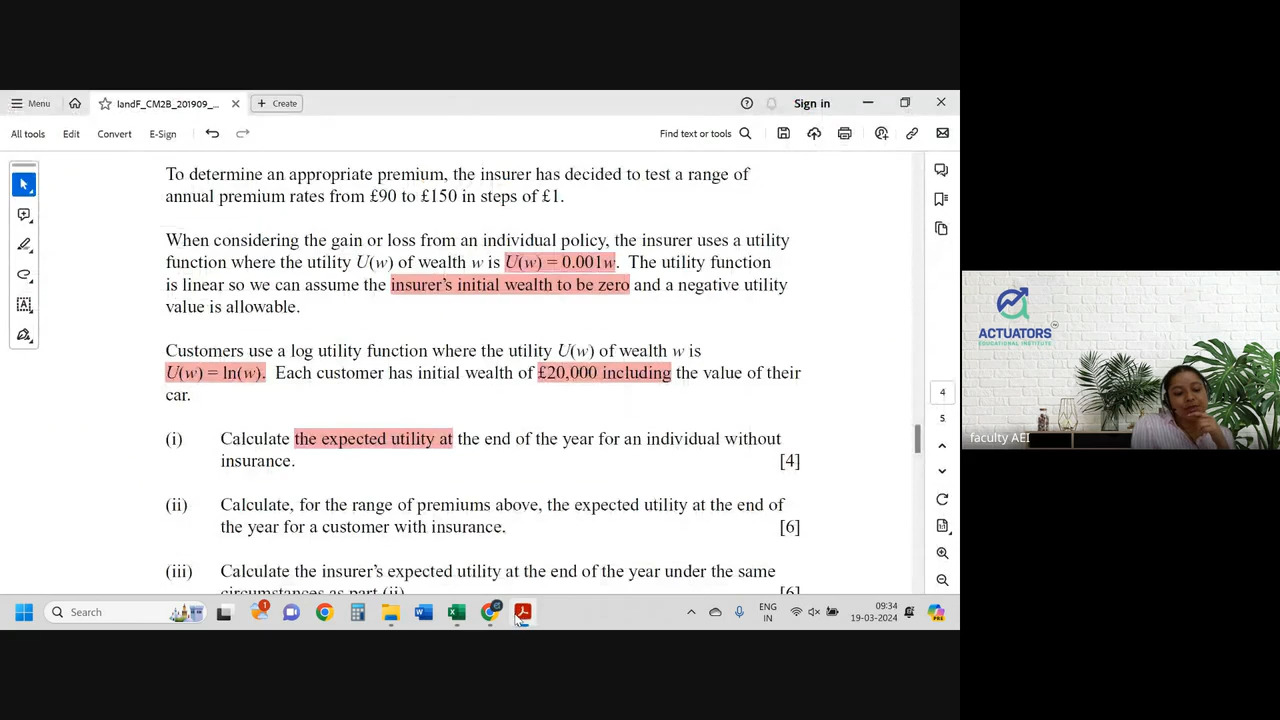 Menu
IandF_CM2B_201909_...
Create
Sign in
All tools
Edit
Convert
E-Sign
Find text or tools
To determine an appropriate premium, the insurer has decided to test a range of
annual premium rates from £90 to £150 in steps of £1.
When considering the gain or loss from an individual policy, the insurer uses a utility
function where the utility U(w) of wealth w is U(w) = 0.001w. The utility function
is linear so we can assume the insurer's initial wealth to be zero and a negative utility
value is allowable.
Customers use a log utility function where the utility U(w) of wealth w is
U(w) = ln(w). Each customer has initial wealth of £20,000 including the value of their
car.
(i) Calculate the expected utility at the end of the year for an individual without
insurance. [4]
(ii) Calculate, for the range of premiums above, the expected utility at the end of
the year for a customer with insurance. [6]
(iii) Calculate the insurer's expected utility at the end of the year under the same
circumstances as part (ii). [6]
4
5
ACTUATORS
EDUCATIONAL INSTITUTE
faculty AEI
Search
1
ENG
IN
09:34
19-03-2024